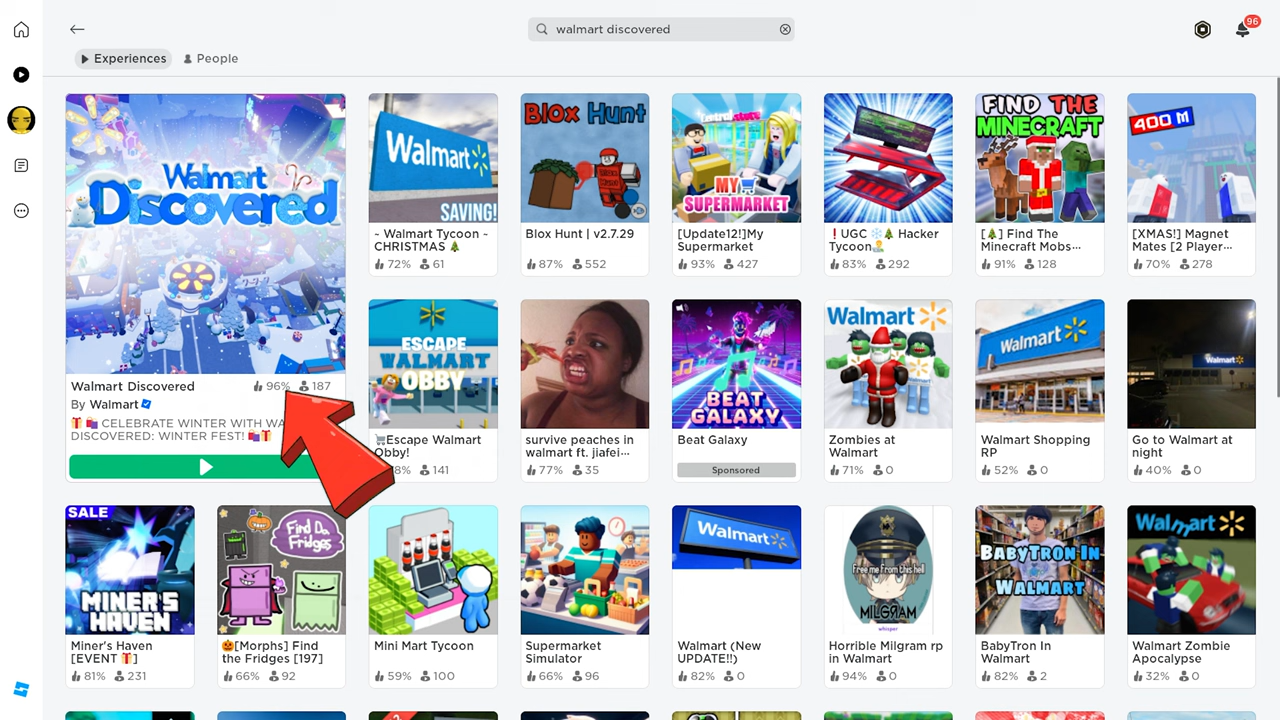 walmart discovered
96
Experiences
People
Walmart
Discovered
Walmart Discovered
96%
187
By Walmart
CELEBRATE WINTER WITH WA
DISCOVERED: WINTER FEST!
Walmart
SAVING!
~ Walmart Tycoon ~
CHRISTMAS
72%
61
Blox Hunt
Blox Hunt | v2.7.29
87%
552
MY
SUPERMARKET
[Update12!]My
Supermarket
93%
427
❗UGC ❄️🎄 Hacker
Tycoon
83%
292
FIND THE
MINECRAFT
[🎄] Find The
Minecraft Mobs...
91%
128
400 M
[XMAS!] Magnet
Mates [2 Player...
70%
278
ESCAPE
WALMART
OBBY
🛒Escape Walmart
Obby!
8%
141
survive peaches in
walmart ft. jiafei...
77%
35
BEAT
GALAXY
Beat Galaxy
Sponsored
Walmart
Zombies at
Walmart
71%
0
Walmart
Walmart Shopping
RP
52%
0
Walmart
Go to Walmart at
night
40%
0
SALE
MINER'S
HAVEN
Miner's Haven
[EVENT 🎁]
81%
231
Find Da
Fridges
🎃[Morphs] Find
the Fridges [197]
66%
92
Mini Mart Tycoon
59%
100
Supermarket
Simulator
66%
96
Walmart
Walmart (New
UPDATE!!)
82%
0
free me from this hell
MILGRAM
whisper
Horrible Milgram rp
in Walmart
94%
0
BABYTRON IN
WALMART
BabyTron In
Walmart
82%
2
Walmart
Walmart Zombie
Apocalypse
32%
0